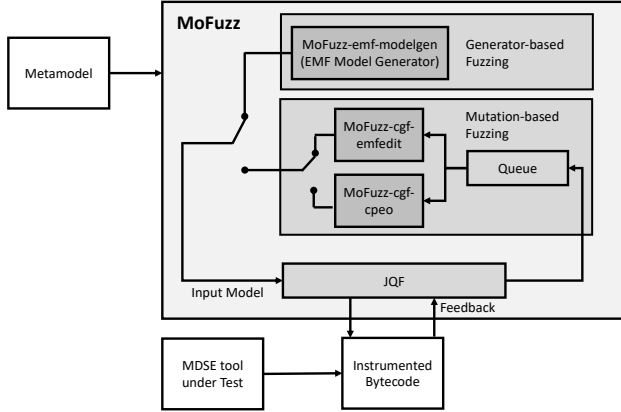 MoFuzz
Metamodel
MoFuzz-emf-modelgen
(EMF Model Generator)
Generator-based
Fuzzing
Mutation-based
Fuzzing
MoFuzz-cgf-
emfedit
Queue
MoFuzz-cgf-
cpeo
JQF
Input Model
Feedback
MDSE tool
under Test
Instrumented
Bytecode